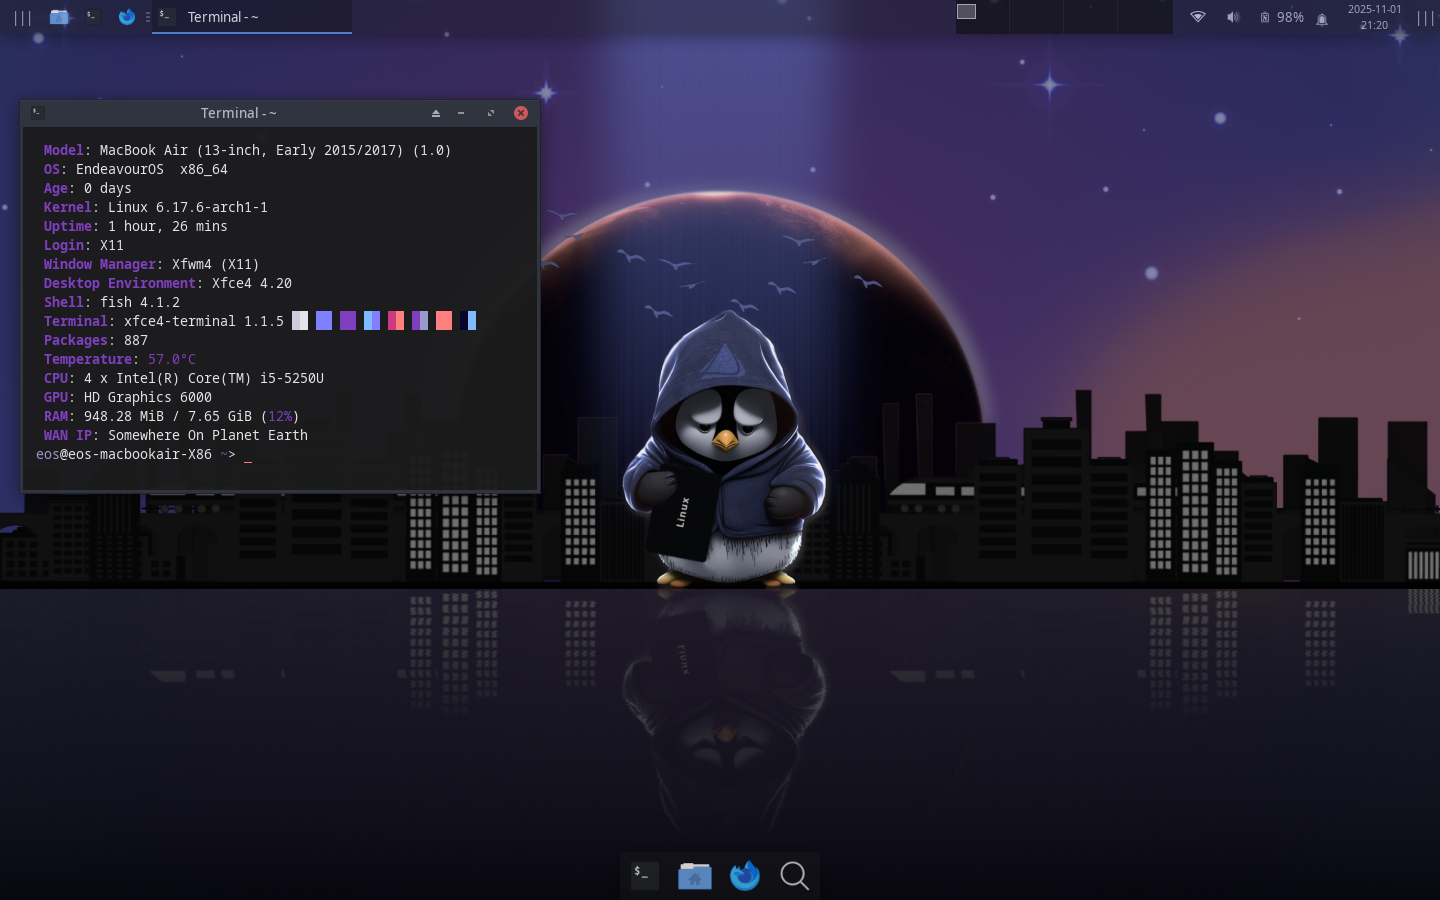 Terminal - ~
98%
2025-11-01
21:20
Terminal - ~
Model: MacBook Air (13-inch, Early 2015/2017) (1.0)
OS: EndeavourOS  x86_64
Age: 0 days
Kernel: Linux 6.17.6-arch1-1
Uptime: 1 hour, 26 mins
Login: X11
Window Manager: Xfwm4 (X11)
Desktop Environment: Xfce4 4.20
Shell: fish 4.1.2
Terminal: xfce4-terminal 1.1.5
Packages: 887
Temperature: 57.0°C
CPU: 4 x Intel(R) Core(TM) i5-5250U
GPU: HD Graphics 6000
RAM: 948.28 MiB / 7.65 GiB (12%)
WAN IP: Somewhere On Planet Earth
eos@eos-macbookair-X86 ~> _
Linux
$_